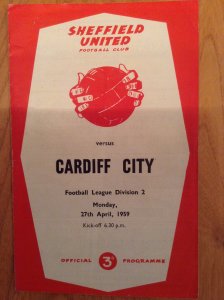 SHEFFIELD
UNITED
FOOTBALL CLUB
versus
CARDIFF CITY
Football League Division 2
Monday,
27th April, 1959
Kick-off 6.30 p.m.
OFFICIAL 3D PROGRAMME